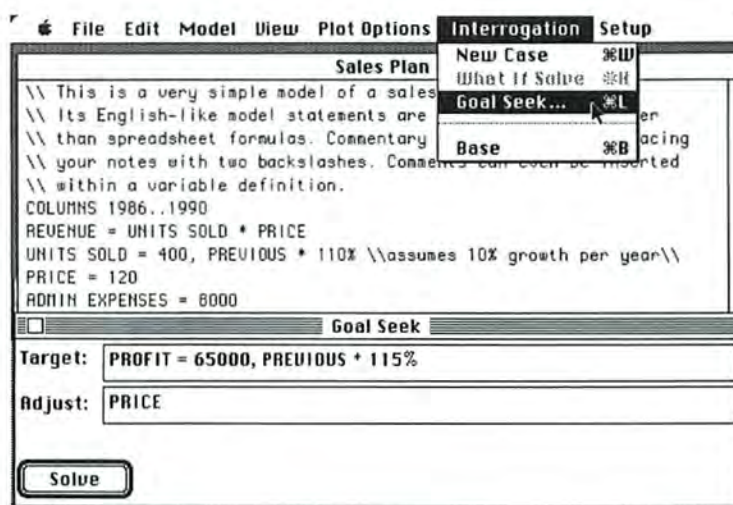 File Edit Model View Plot Options Interrogation Setup
New Case ⌘W
What If Solve ⌘R
Goal Seek... ⌘L
Base ⌘B
Sales Plan
\\ This is a very simple model of a sales
\\ Its English-like model statements are er
\\ than spreadsheet formulas. Commentary acing
\\ your notes with two backslashes. Comments can even be inserted
\\ within a variable definition.
COLUMNS 1986..1990
REVENUE = UNITS SOLD * PRICE
UNITS SOLD = 400, PREVIOUS * 110% \\assumes 10% growth per year\\
PRICE = 120
ADMIN EXPENSES = 8000
Goal Seek
Target: PROFIT = 65000, PREVIOUS * 115%
Adjust: PRICE
Solve